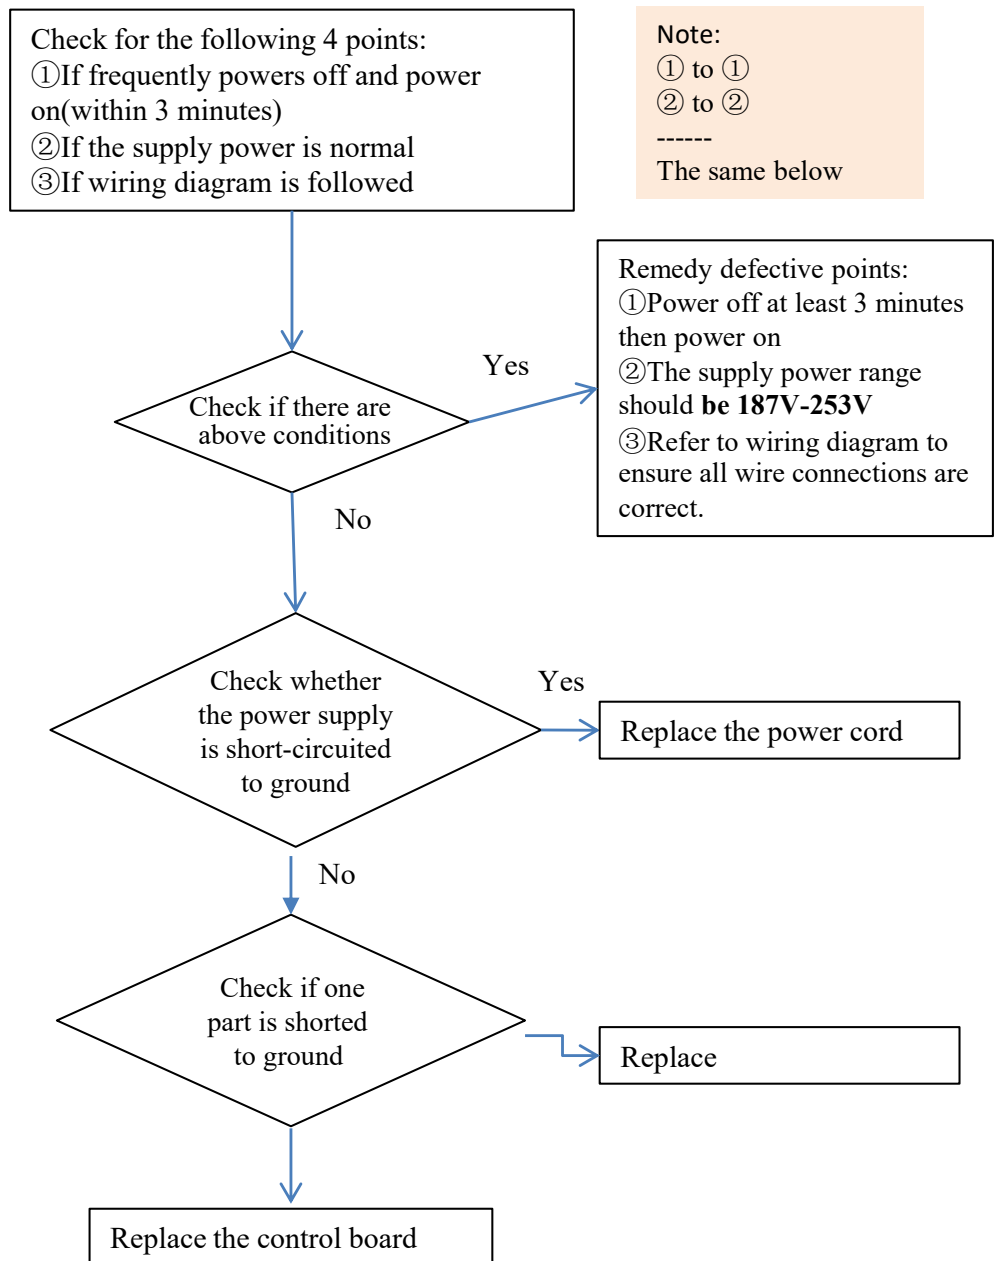 Check for the following 4 points:
①If frequently powers off and power
on(within 3 minutes)
②If the supply power is normal
③If wiring diagram is followed
Note:
① to ①
② to ②
------
The same below
Remedy defective points:
①Power off at least 3 minutes
then power on
②The supply power range
should be 187V-253V
③Refer to wiring diagram to
ensure all wire connections are
correct.
Yes
Check if there are
above conditions
No
Check whether
the power supply
is short-circuited
to ground
Yes
Replace the power cord
No
Check if one
part is shorted
to ground
Replace
Replace the control board